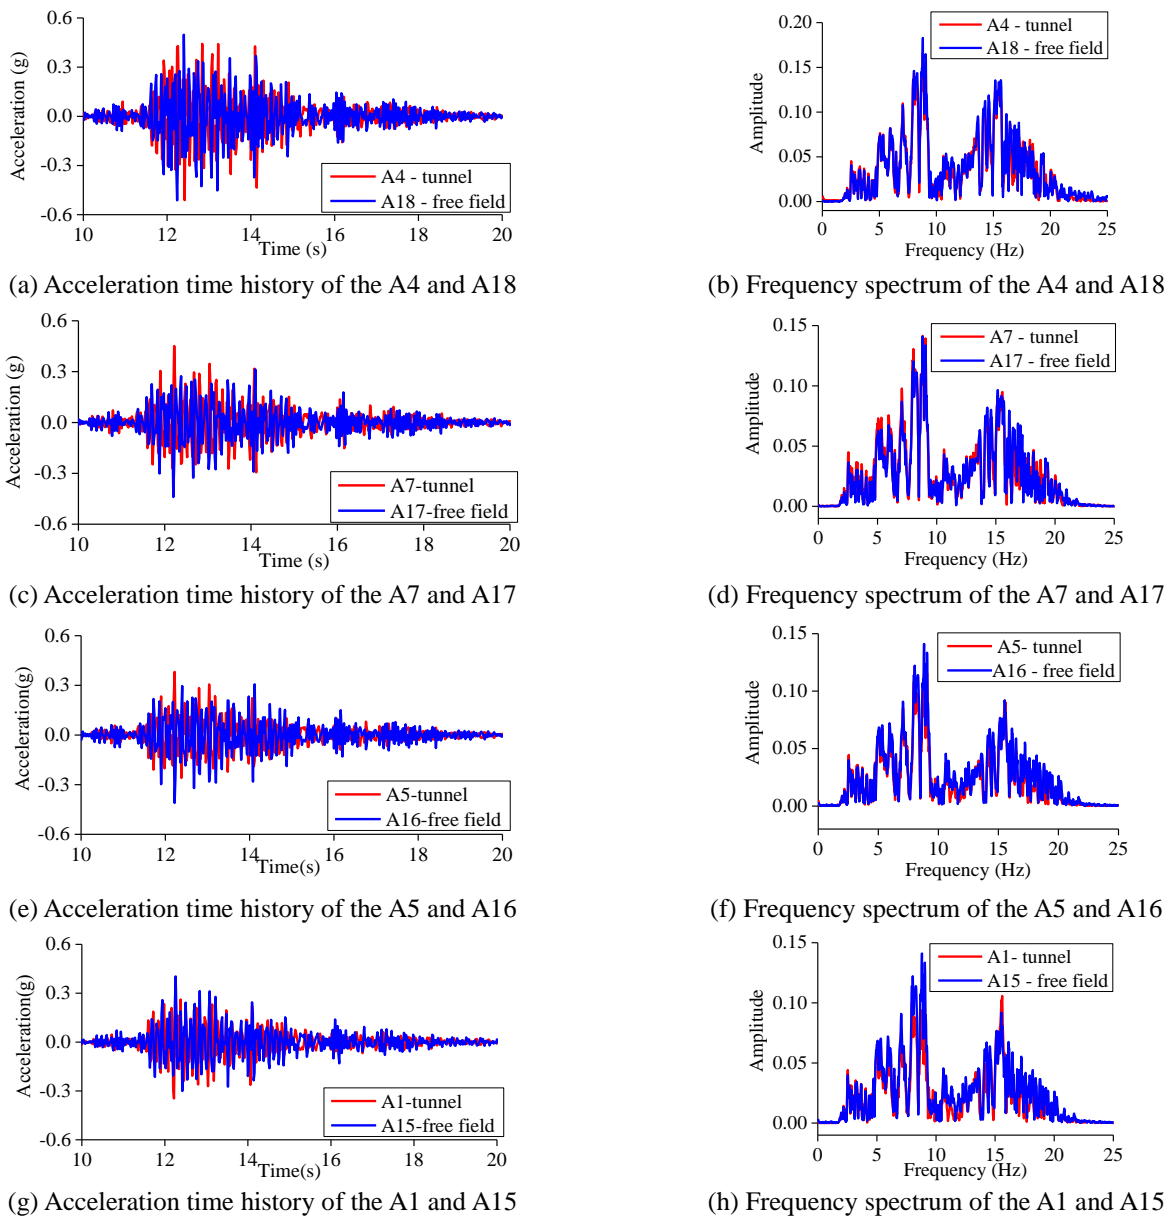 0.6
0.3
0.0
-0.3
-0.6
Acceleration (g)
A4 - tunnel
A18 - free field
10 12 14 16 18 20
Time (s)
(a) Acceleration time history of the A4 and A18
0.20
0.15
0.10
0.05
0.00
Amplitude
A4 - tunnel
A18 - free field
0 5 10 15 20 25
Frequency (Hz)
(b) Frequency spectrum of the A4 and A18
0.6
0.3
0.0
-0.3
-0.6
Acceleration (g)
A7-tunnel
A17-free field
10 12 14 16 18 20
Time (s)
(c) Acceleration time history of the A7 and A17
0.15
0.10
0.05
0.00
Amplitude
A7 - tunnel
A17 - free field
0 5 10 15 20 25
Frequency (Hz)
(d) Frequency spectrum of the A7 and A17
0.6
0.3
0.0
-0.3
-0.6
Acceleration(g)
A5-tunnel
A16-free field
10 12 14 16 18 20
Time(s)
(e) Acceleration time history of the A5 and A16
0.15
0.10
0.05
0.00
Amplitude
A5- tunnel
A16 - free field
0 5 10 15 20 25
Frequency (Hz)
(f) Frequency spectrum of the A5 and A16
0.6
0.3
0.0
-0.3
-0.6
Acceleration(g)
A1-tunnel
A15-free field
10 12 14 16 18 20
Time(s)
(g) Acceleration time history of the A1 and A15
0.15
0.10
0.05
0.00
Amplitude
A1- tunnel
A15 - free field
0 5 10 15 20 25
Frequency (Hz)
(h) Frequency spectrum of the A1 and A15